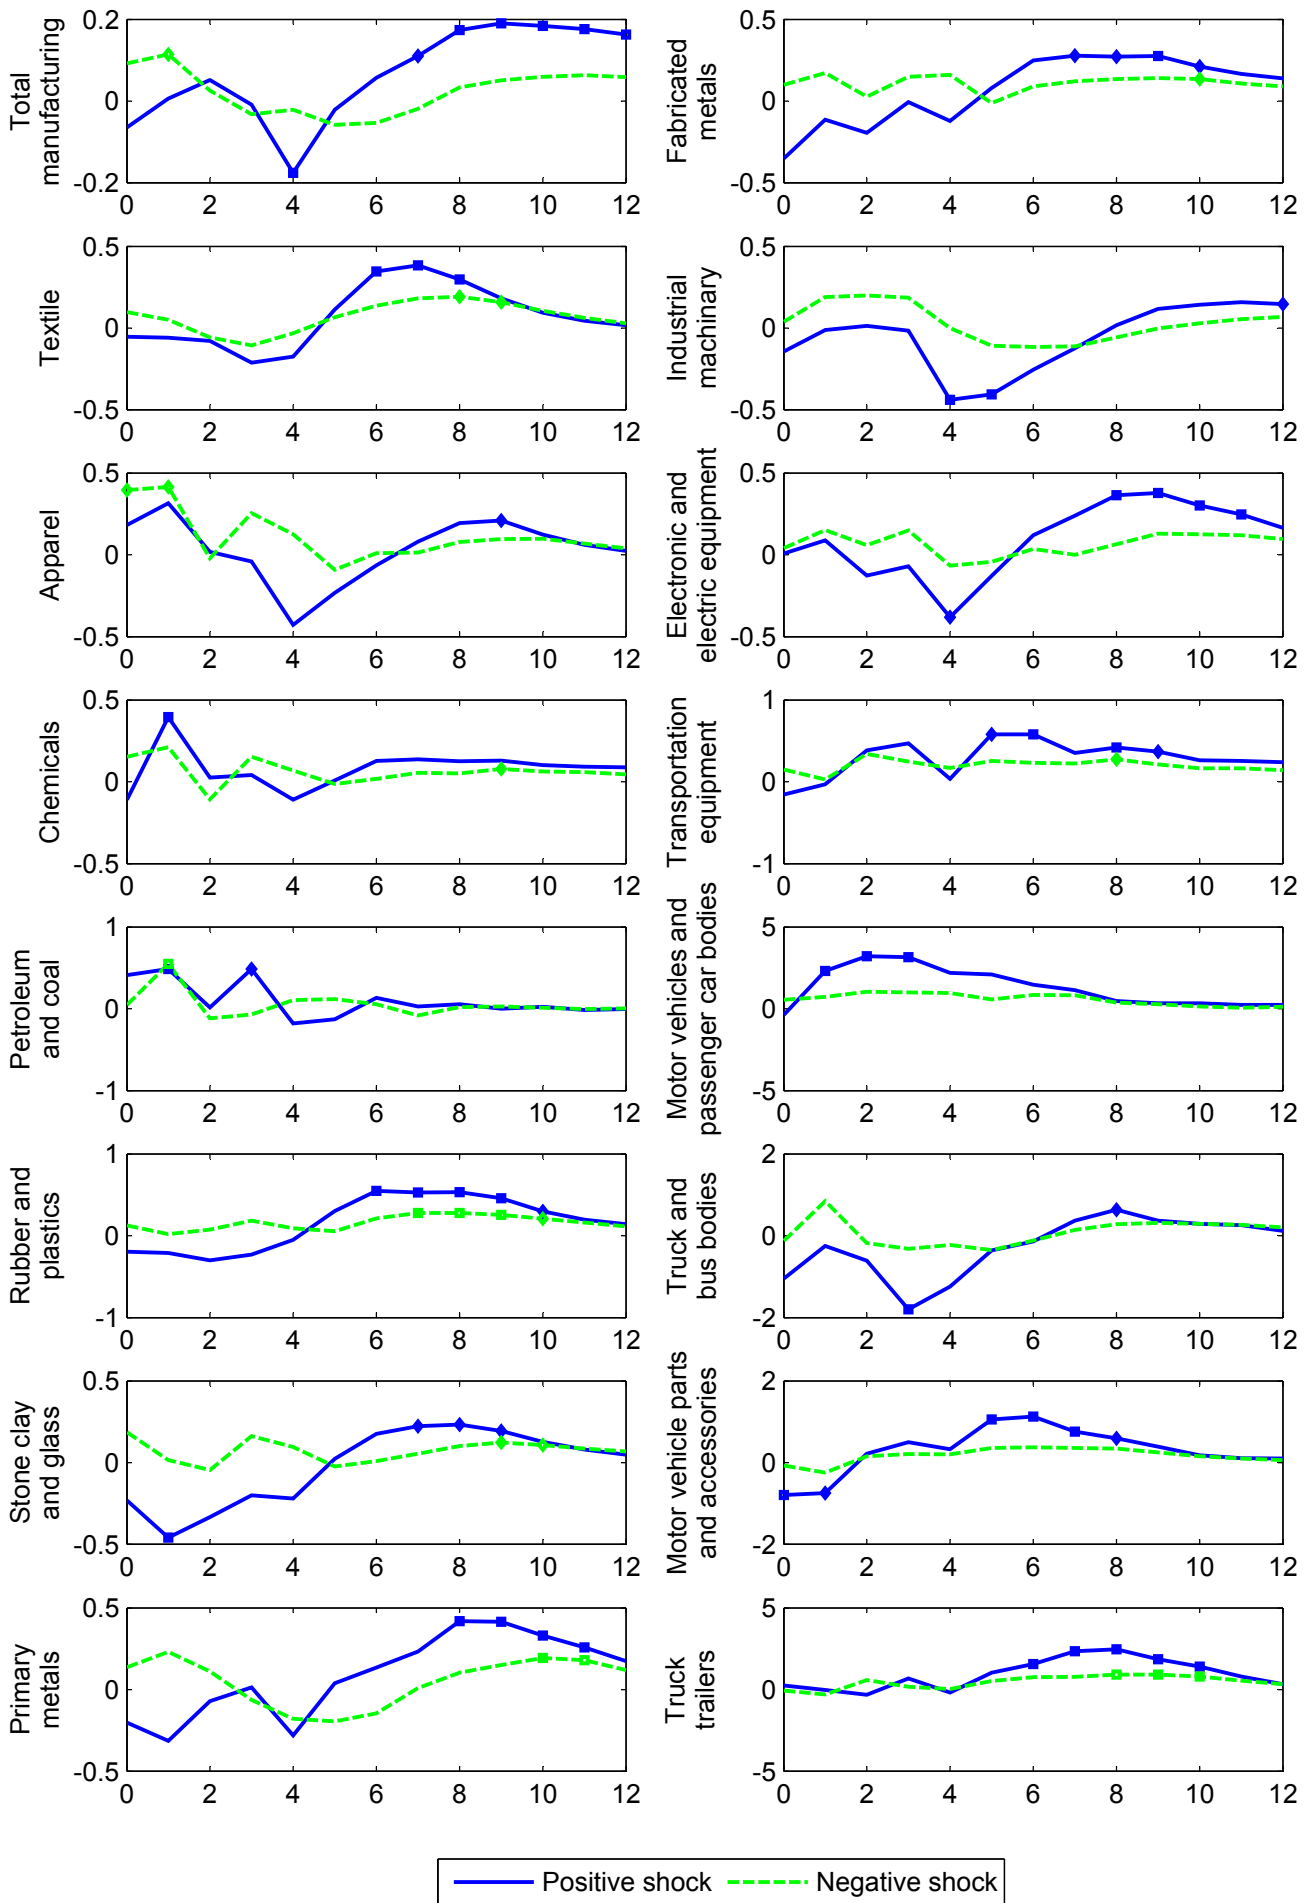 Total
manufacturing
0.2
0
-0.2
0 2 4 6 8 10 12
Fabricated
metals
0.5
0
-0.5
0 2 4 6 8 10 12
Textile
0.5
0
-0.5
0 2 4 6 8 10 12
Industrial
machinary
0.5
0
-0.5
0 2 4 6 8 10 12
Apparel
0.5
0
-0.5
0 2 4 6 8 10 12
Electronic and
electric equipment
0.5
0
-0.5
0 2 4 6 8 10 12
Chemicals
0.5
0
-0.5
0 2 4 6 8 10 12
Transportation
equipment
1
0
-1
0 2 4 6 8 10 12
Petroleum
and coal
1
0
-1
0 2 4 6 8 10 12
Motor vehicles and
passenger car bodies
5
0
-5
0 2 4 6 8 10 12
Rubber and
plastics
1
0
-1
0 2 4 6 8 10 12
Truck and
bus bodies
2
0
-2
0 2 4 6 8 10 12
Stone clay
and glass
0.5
0
-0.5
0 2 4 6 8 10 12
Motor vehicle parts
and accessories
2
0
-2
0 2 4 6 8 10 12
Primary
metals
0.5
0
-0.5
0 2 4 6 8 10 12
Truck
trailers
5
0
-5
0 2 4 6 8 10 12
Positive shock
Negative shock